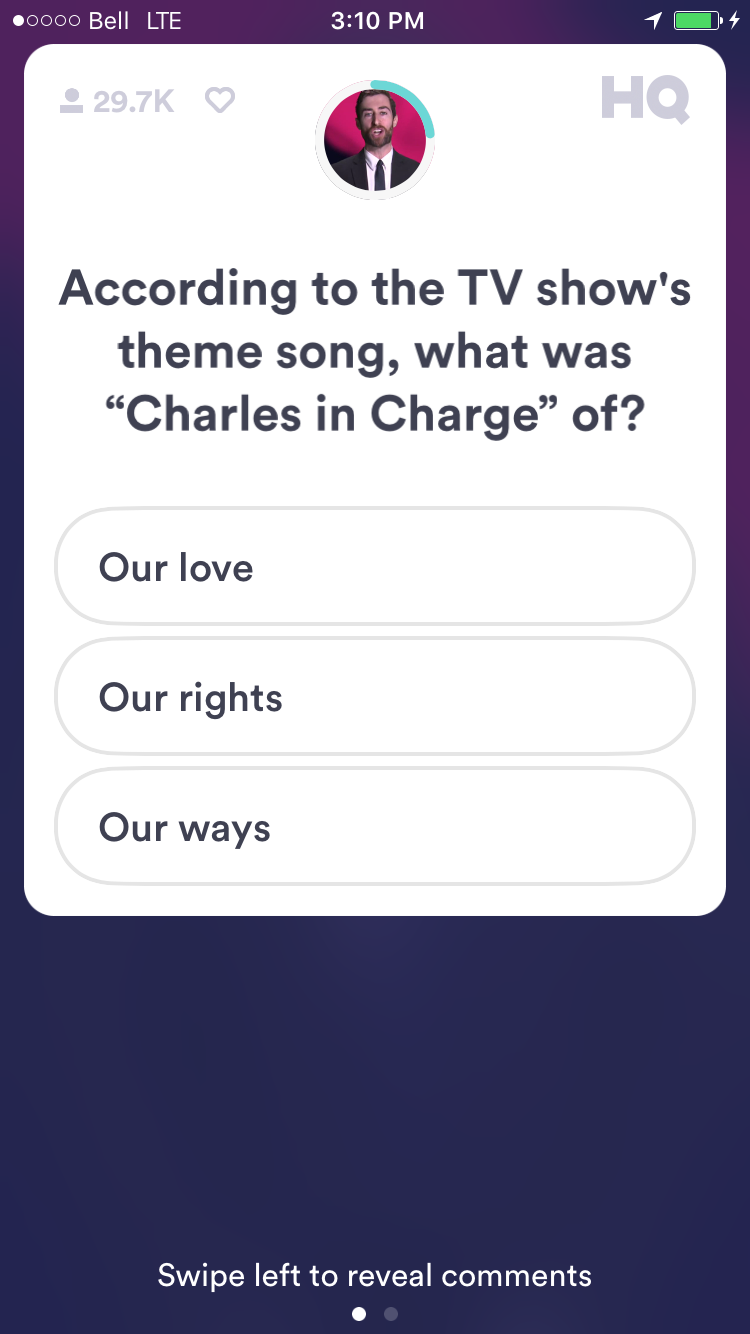 Bell LTE 3:10 PM
29.7K HQ
According to the TV show's
theme song, what was
“Charles in Charge” of?
Our love
Our rights
Our ways
Swipe left to reveal comments